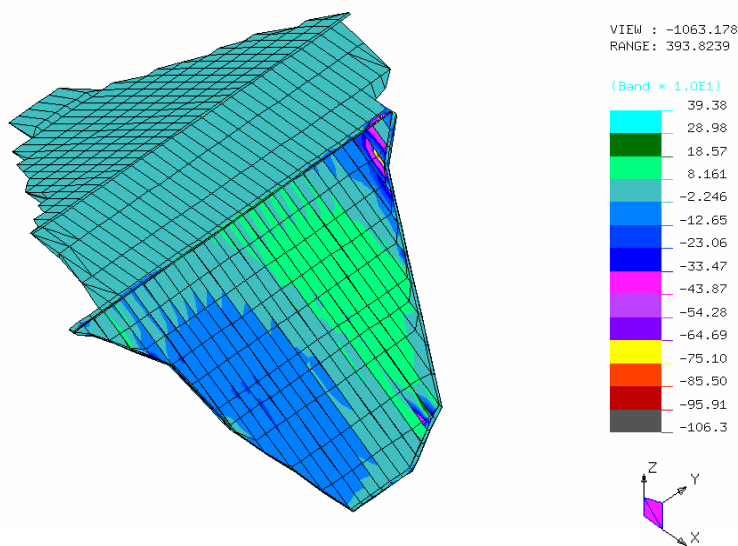 VIEW : -1063.178
RANGE: 393.8239
(Band * 1.0E1)
39.38
28.98
18.57
8.161
-2.246
-12.65
-23.06
-33.47
-43.87
-54.28
-64.69
-75.10
-85.50
-95.91
-106.3
Z
Y
X